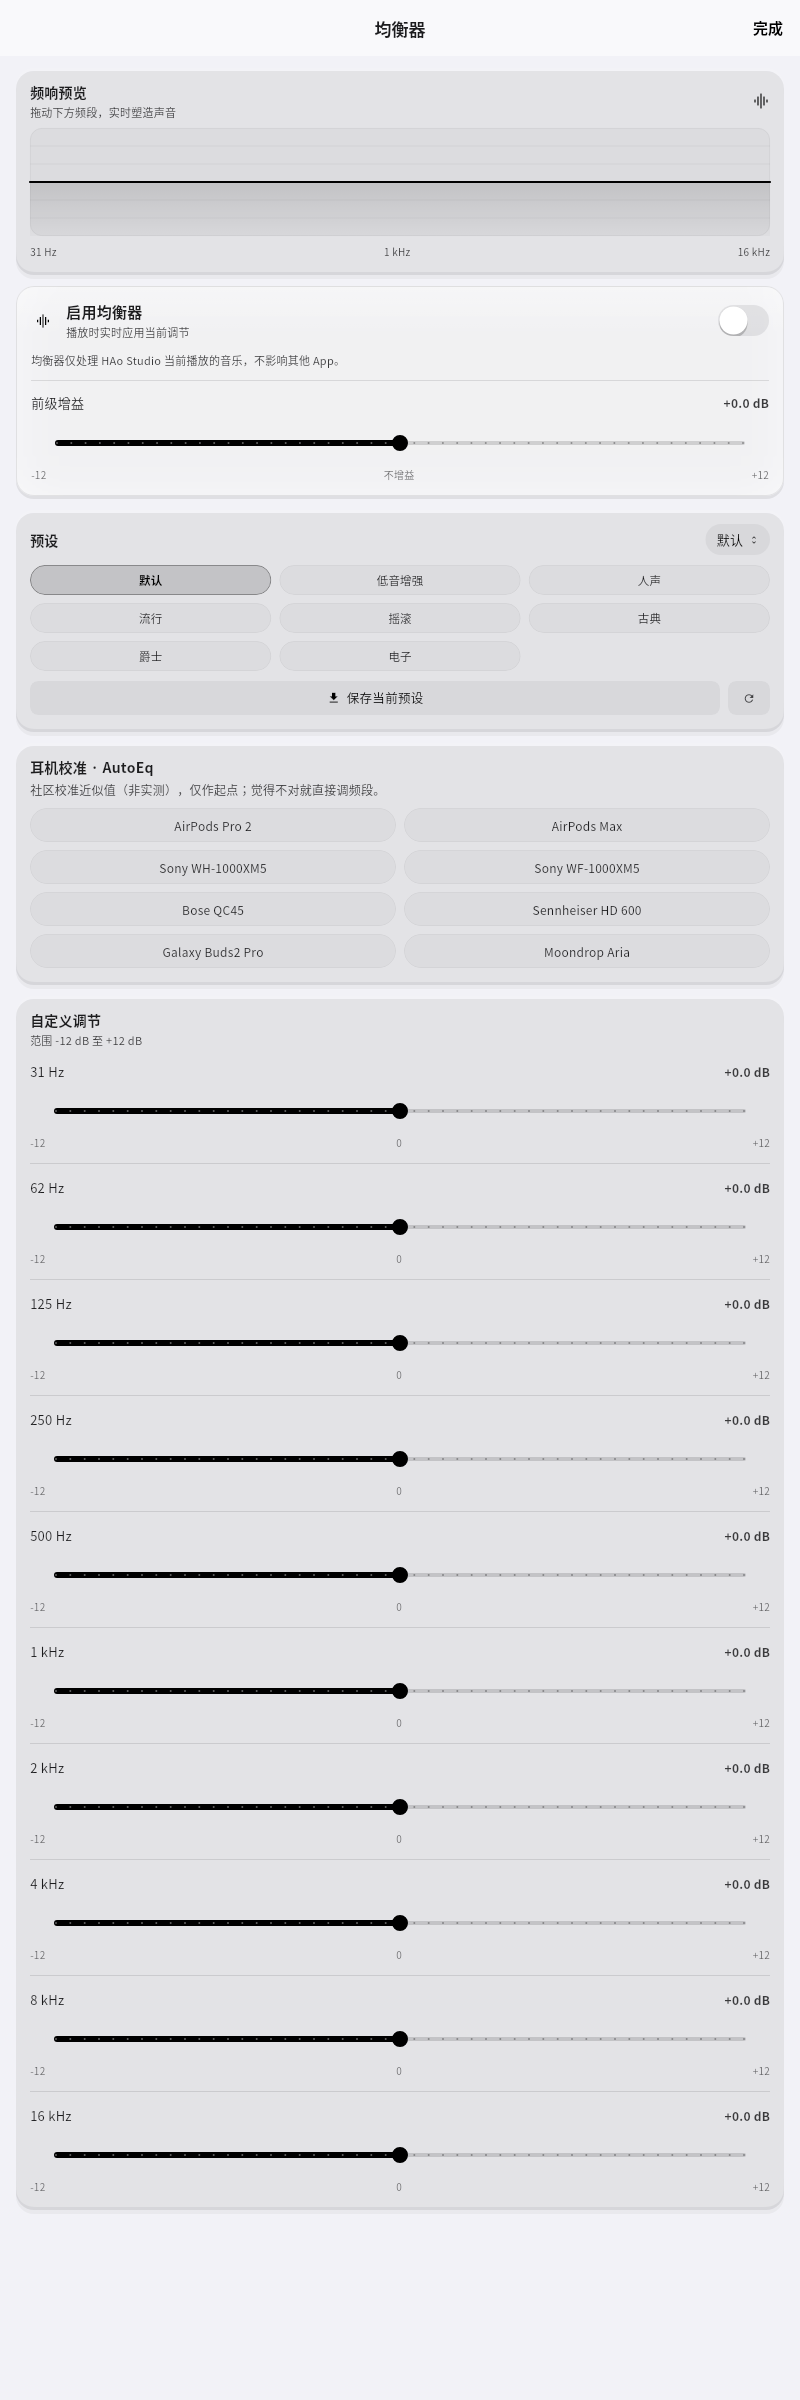 均衡器
完成
频响预览
拖动下方频段，实时塑造声音
31 Hz
1 kHz
16 kHz
启用均衡器
播放时实时应用当前调节
均衡器仅处理 HAo Studio 当前播放的音乐，不影响其他 App。
前级增益
+0.0 dB
-12
不增益
+12
预设
默认
默认
低音增强
人声
流行
摇滚
古典
爵士
电子
保存当前预设
耳机校准 · AutoEq
社区校准近似值（非实测），仅作起点；觉得不对就直接调频段。
AirPods Pro 2
AirPods Max
Sony WH-1000XM5
Sony WF-1000XM5
Bose QC45
Sennheiser HD 600
Galaxy Buds2 Pro
Moondrop Aria
自定义调节
范围 -12 dB 至 +12 dB
31 Hz
+0.0 dB
-12
0
+12
62 Hz
+0.0 dB
-12
0
+12
125 Hz
+0.0 dB
-12
0
+12
250 Hz
+0.0 dB
-12
0
+12
500 Hz
+0.0 dB
-12
0
+12
1 kHz
+0.0 dB
-12
0
+12
2 kHz
+0.0 dB
-12
0
+12
4 kHz
+0.0 dB
-12
0
+12
8 kHz
+0.0 dB
-12
0
+12
16 kHz
+0.0 dB
-12
0
+12